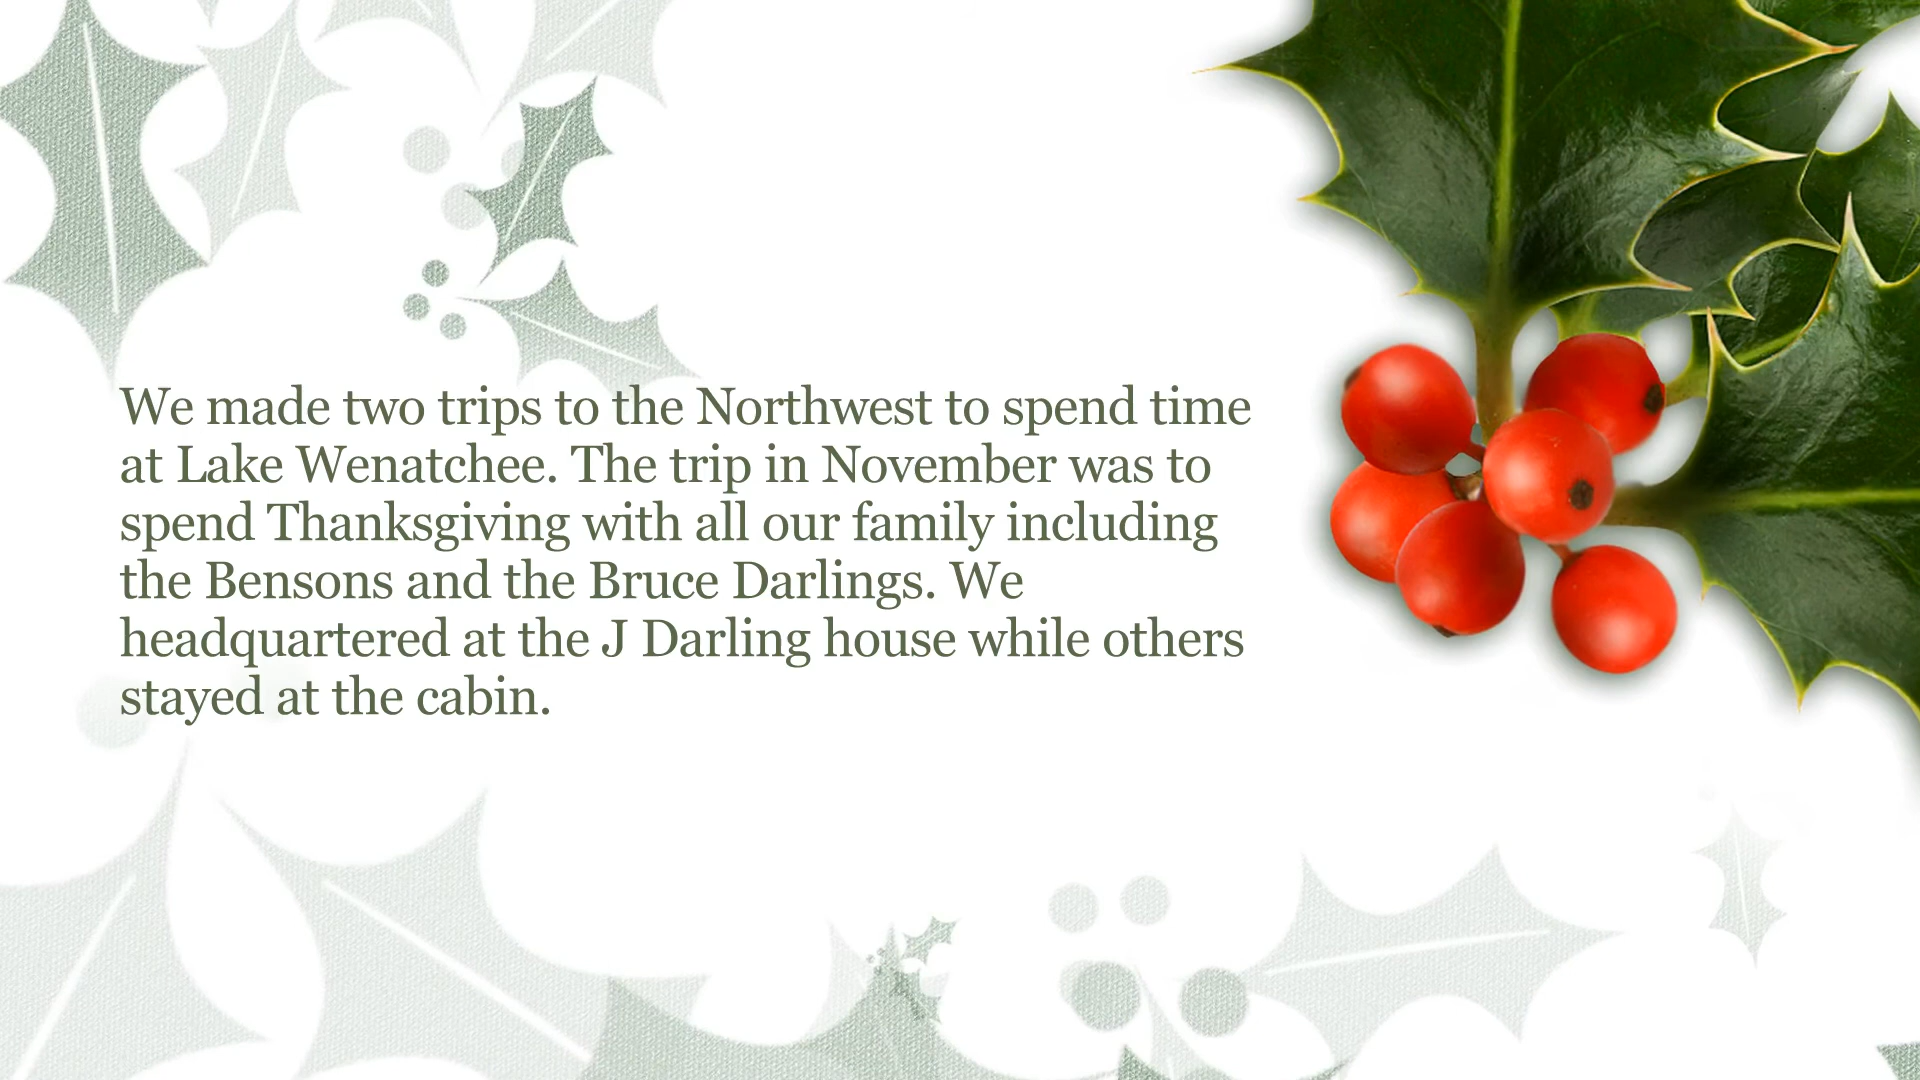 We made two trips to the Northwest to spend time
at Lake Wenatchee. The trip in November was to
spend Thanksgiving with all our family including
the Bensons and the Bruce Darlings. We
headquartered at the J Darling house while others
stayed at the cabin.